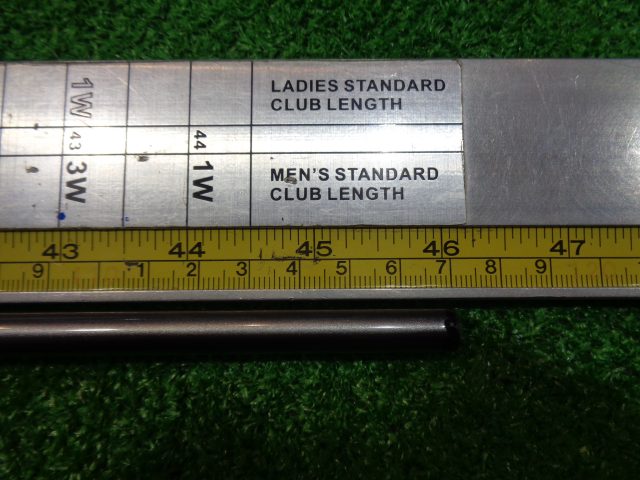 LADIES STANDARD
CLUB LENGTH
1W
43
3W
44
1W
MEN'S STANDARD
CLUB LENGTH
43 44 45 46 47
9 1 2 3 4 5 6 7 8 9